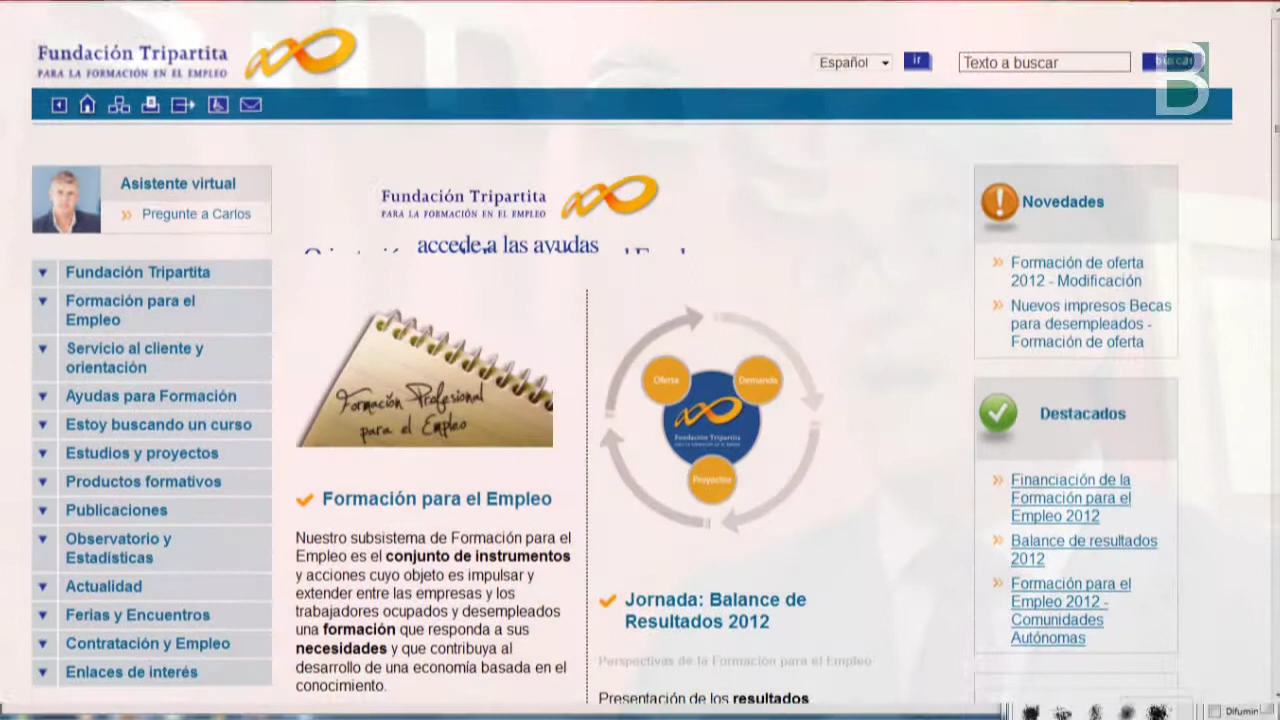 Fundación Tripartita
PARA LA FORMACIÓN EN EL EMPLEO
Español
ir
Texto a buscar
buscar
B
Asistente virtual
Pregunte a Carlos
Fundación Tripartita
Formación para el
Empleo
Servicio al cliente y
orientación
Ayudas para Formación
Estoy buscando un curso
Estudios y proyectos
Productos formativos
Publicaciones
Observatorio y
Estadísticas
Actualidad
Ferias y Encuentros
Contratación y Empleo
Enlaces de interés
Fundación Tripartita
PARA LA FORMACIÓN EN EL EMPLEO
accede a las ayudas
Formación Profesional
para el Empleo
Formación para el Empleo
Nuestro subsistema de Formación para el
Empleo es el conjunto de instrumentos
y acciones cuyo objeto es impulsar y
extender entre las empresas y los
trabajadores ocupados y desempleados
una formación que responda a sus
necesidades y que contribuya al
desarrollo de una economía basada en el
conocimiento.
Oferta
Demanda
Fundación Tripartita
Proyectos
Jornada: Balance de
Resultados 2012
Perspectivas de la Formación para el Empleo
Presentación de los resultados
Novedades
Formación de oferta
2012 - Modificación
Nuevos impresos Becas
para desempleados -
Formación de oferta
Destacados
Financiación de la
Formación para el
Empleo 2012
Balance de resultados
2012
Formación para el
Empleo 2012 -
Comunidades
Autónomas
Difumin